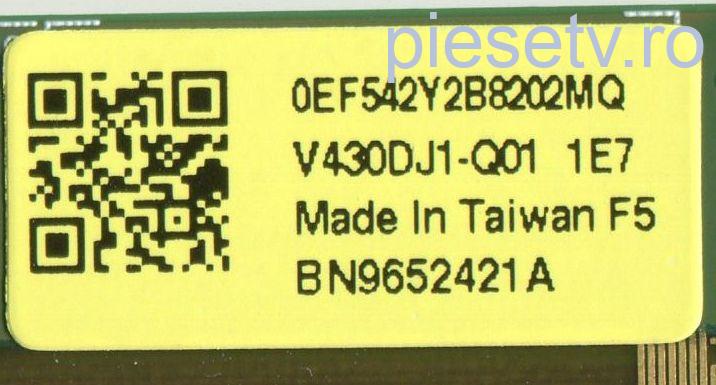 piesetv.ro
0EF542Y2B8202MQ
V430DJ1-Q01 1E7
Made In Taiwan F5
BN9652421A